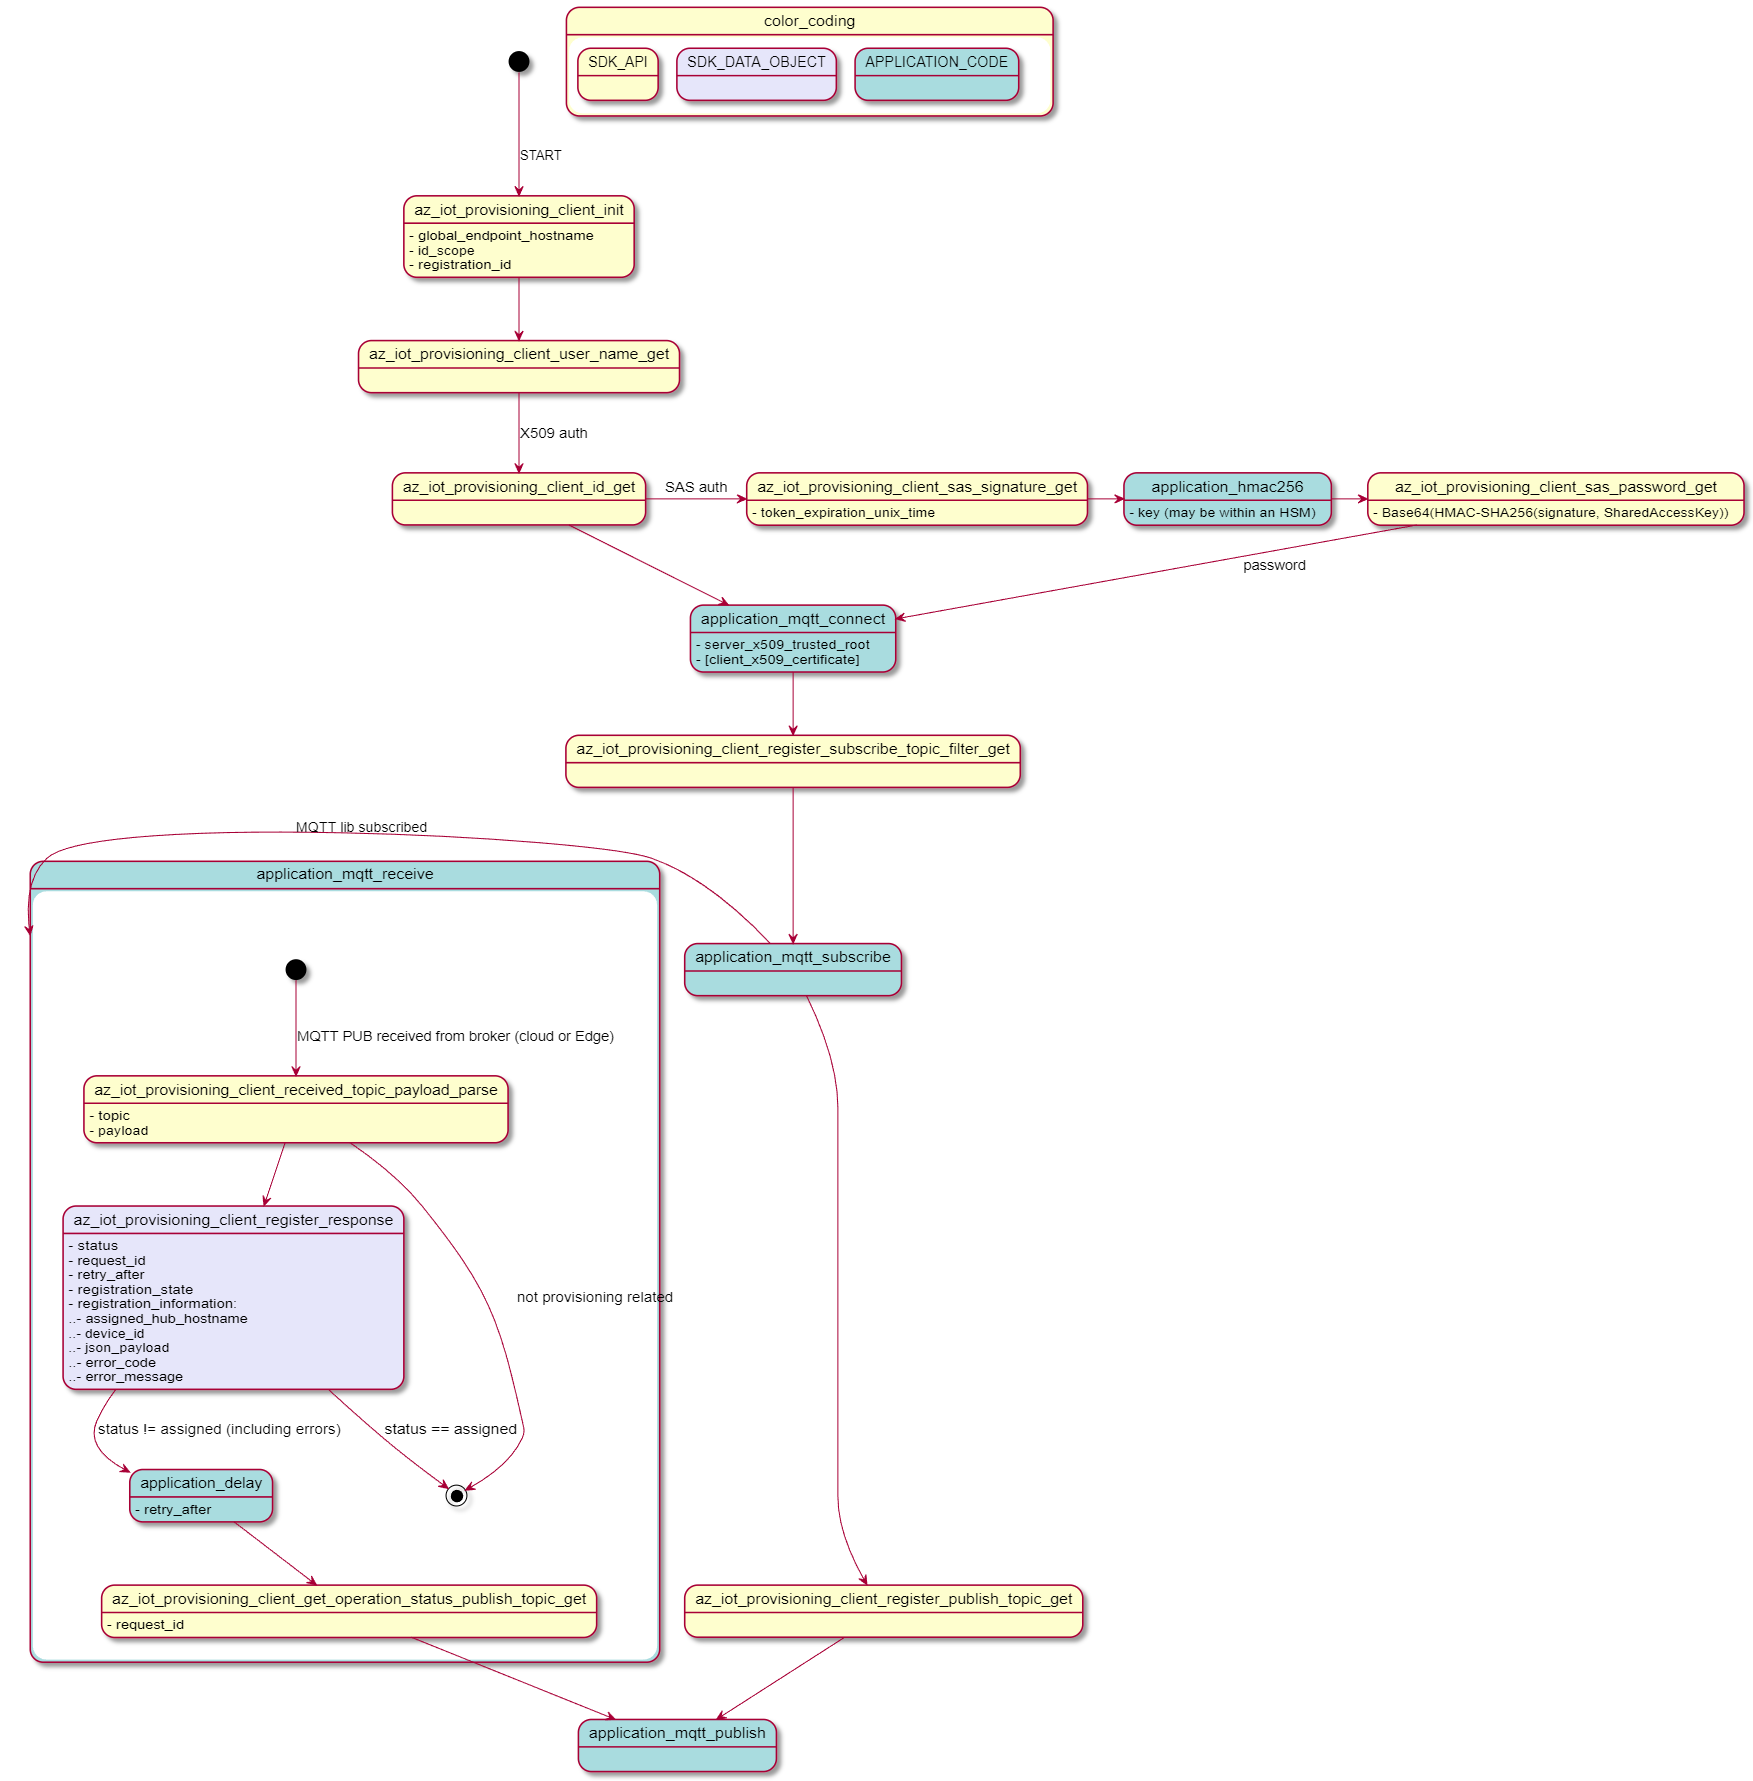 color_coding
SDK_API
SDK_DATA_OBJECT
APPLICATION_CODE
START
az_iot_provisioning_client_init
- global_endpoint_hostname
- id_scope
- registration_id
az_iot_provisioning_client_user_name_get
X509 auth
az_iot_provisioning_client_id_get
SAS auth
az_iot_provisioning_client_sas_signature_get
- token_expiration_unix_time
application_hmac256
- key (may be within an HSM)
az_iot_provisioning_client_sas_password_get
- Base64(HMAC-SHA256(signature, SharedAccessKey))
password
application_mqtt_connect
- server_x509_trusted_root
- [client_x509_certificate]
az_iot_provisioning_client_register_subscribe_topic_filter_get
MQTT lib subscribed
application_mqtt_receive
application_mqtt_subscribe
MQTT PUB received from broker (cloud or Edge)
az_iot_provisioning_client_received_topic_payload_parse
- topic
- payload
az_iot_provisioning_client_register_response
- status
- request_id
- retry_after
- registration_state
- registration_information:
..- assigned_hub_hostname
..- device_id
..- json_payload
..- error_code
..- error_message
not provisioning related
status != assigned (including errors)
status == assigned
application_delay
- retry_after
az_iot_provisioning_client_get_operation_status_publish_topic_get
- request_id
az_iot_provisioning_client_register_publish_topic_get
application_mqtt_publish